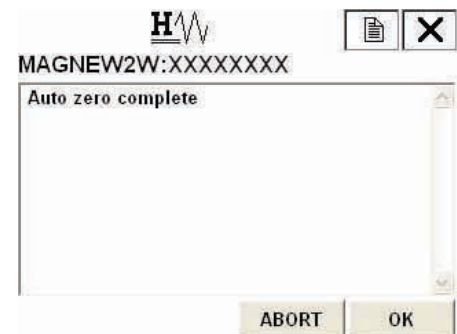 H
MAGNEW2W:XXXXXXXX
Auto zero complete
ABORT OK